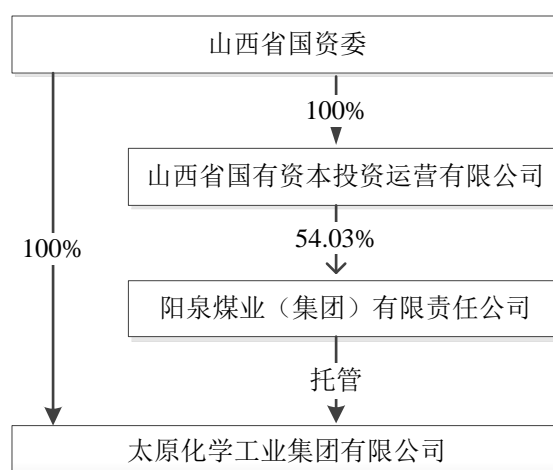 山西省国资委
100%
山西省国有资本投资运营有限公司
54.03%
100%
阳泉煤业（集团）有限责任公司
托管
太原化学工业集团有限公司